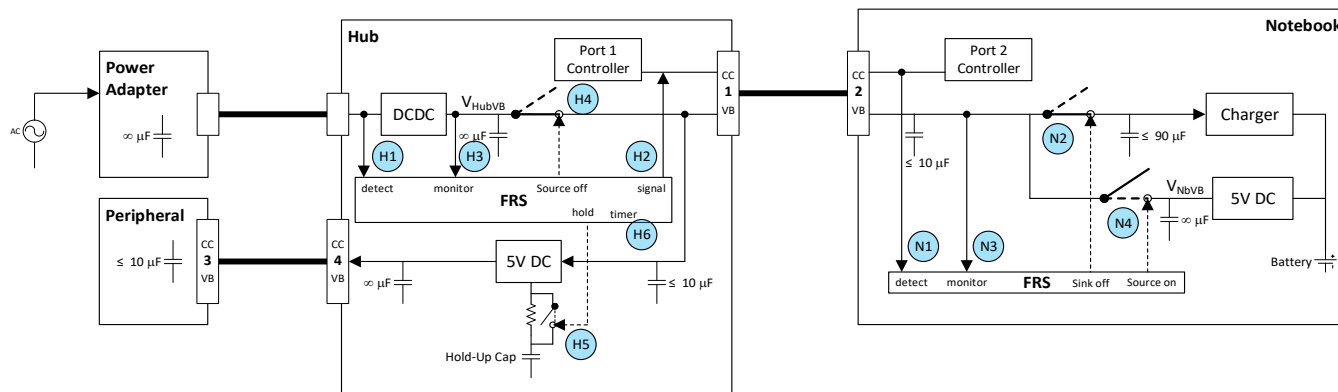 Hub
Notebook
Power
Adapter
AC
∞ µF
Port 1
Controller
CC
1
VB
CC
2
VB
Port 2
Controller
DCDC
V_HubVB
∞ µF
H4
H1
H3
H2
detect
monitor
Source off
signal
FRS
hold
timer
H6
≤ 10 µF
N2
≤ 90 µF
Charger
V_NbVB
N4
∞ µF
5V DC
N1
N3
Battery
detect
monitor
FRS
Sink off
Source on
Peripheral
≤ 10 µF
CC
3
VB
CC
4
VB
∞ µF
5V DC
≤ 10 µF
H5
Hold-Up Cap